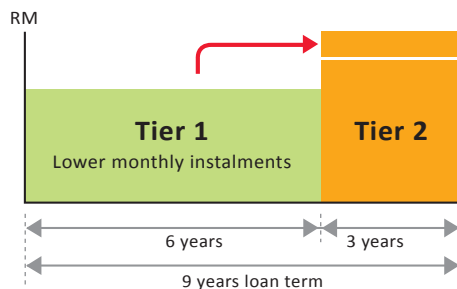 RM
Tier 1
Lower monthly instalments
Tier 2
6 years
3 years
9 years loan term